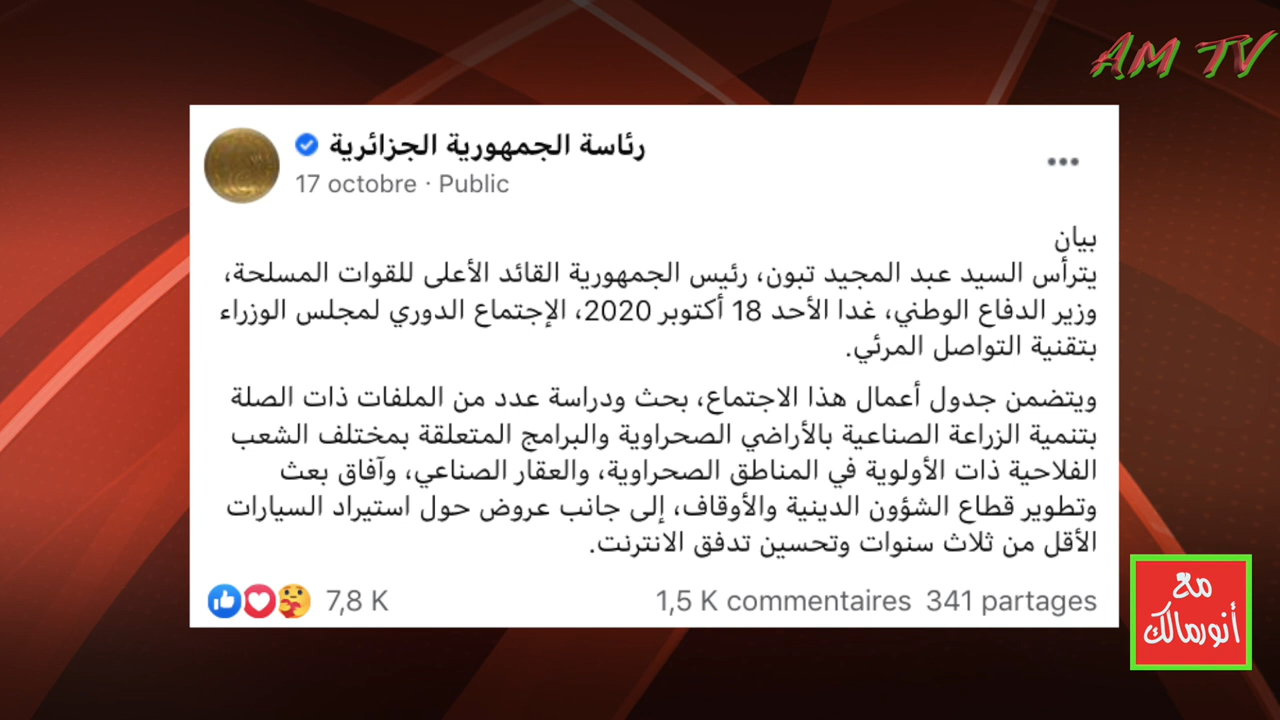 AM TV
رئاسة الجمهورية الجزائرية
17 octobre · Public
بيان
يترأس السيد عبد المجيد تبون، رئيس الجمهورية القائد الأعلى للقوات المسلحة،
وزير الدفاع الوطني، غدا الأحد 18 أكتوبر 2020، الإجتماع الدوري لمجلس الوزراء
بتقنية التواصل المرئي.
ويتضمن جدول أعمال هذا الاجتماع، بحث ودراسة عدد من الملفات ذات الصلة
بتنمية الزراعة الصناعية بالأراضي الصحراوية والبرامج المتعلقة بمختلف الشعب
الفلاحية ذات الأولوية في المناطق الصحراوية، والعقار الصناعي، وآفاق بعث
وتطوير قطاع الشؤون الدينية والأوقاف، إلى جانب عروض حول استيراد السيارات
الأقل من ثلاث سنوات وتحسين تدفق الانترنت.
7,8 K
1,5 K commentaires 341 partages
مع
أنورمالك